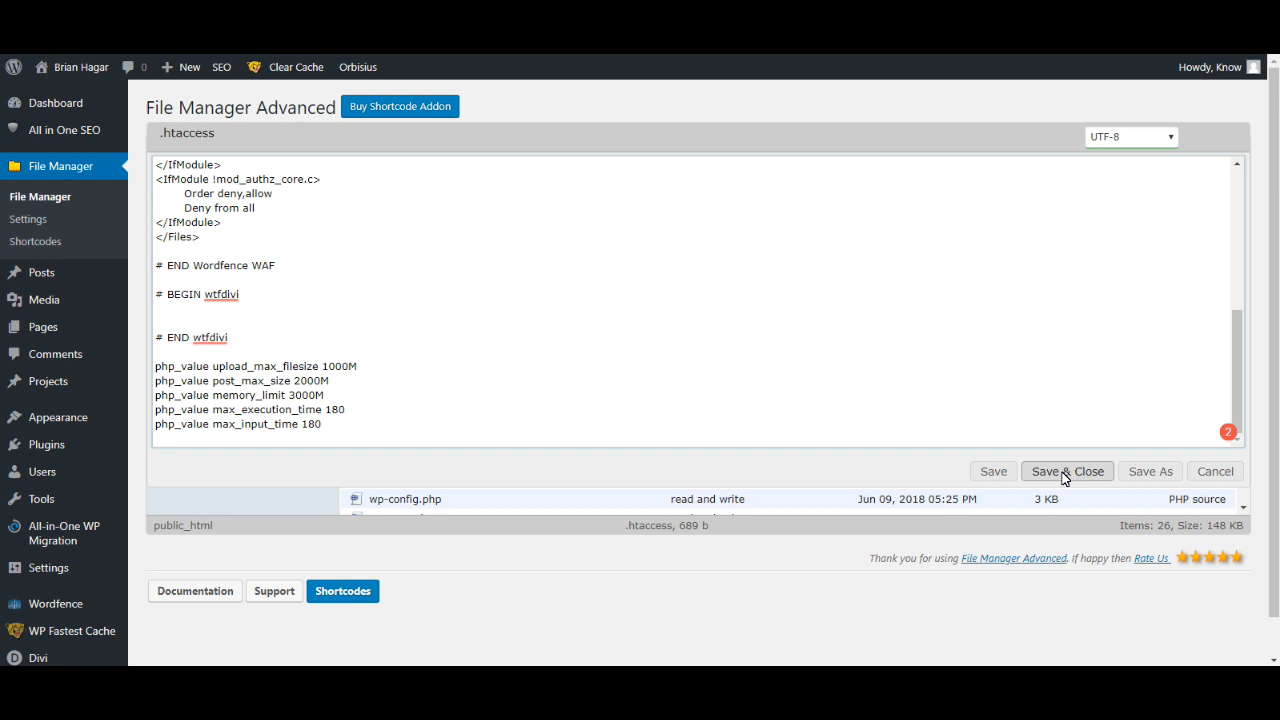 Brian Hagar 0 New SEO Clear Cache Orbisius Howdy, Know
Dashboard
All in One SEO
File Manager
File Manager
Settings
Shortcodes
Posts
Media
Pages
Comments
Projects
Appearance
Plugins
Users
Tools
All-in-One WP
Migration
Settings
Wordfence
WP Fastest Cache
D Divi
File Manager Advanced Buy Shortcode Addon
.htaccess UTF-8
</IfModule>
<IfModule !mod_authz_core.c>
Order deny,allow
Deny from all
</IfModule>
</Files>
# END Wordfence WAF
# BEGIN wtfdivi
# END wtfdivi
php_value upload_max_filesize 1000M
php_value post_max_size 2000M
php_value memory_limit 3000M
php_value max_execution_time 180
php_value max_input_time 180
2
Save Save & Close Save As Cancel
wp-config.php read and write Jun 09, 2018 05:25 PM 3 KB PHP source
public_html .htaccess, 689 b Items: 26, Size: 148 KB
Thank you for using File Manager Advanced. If happy then Rate Us
Documentation Support Shortcodes